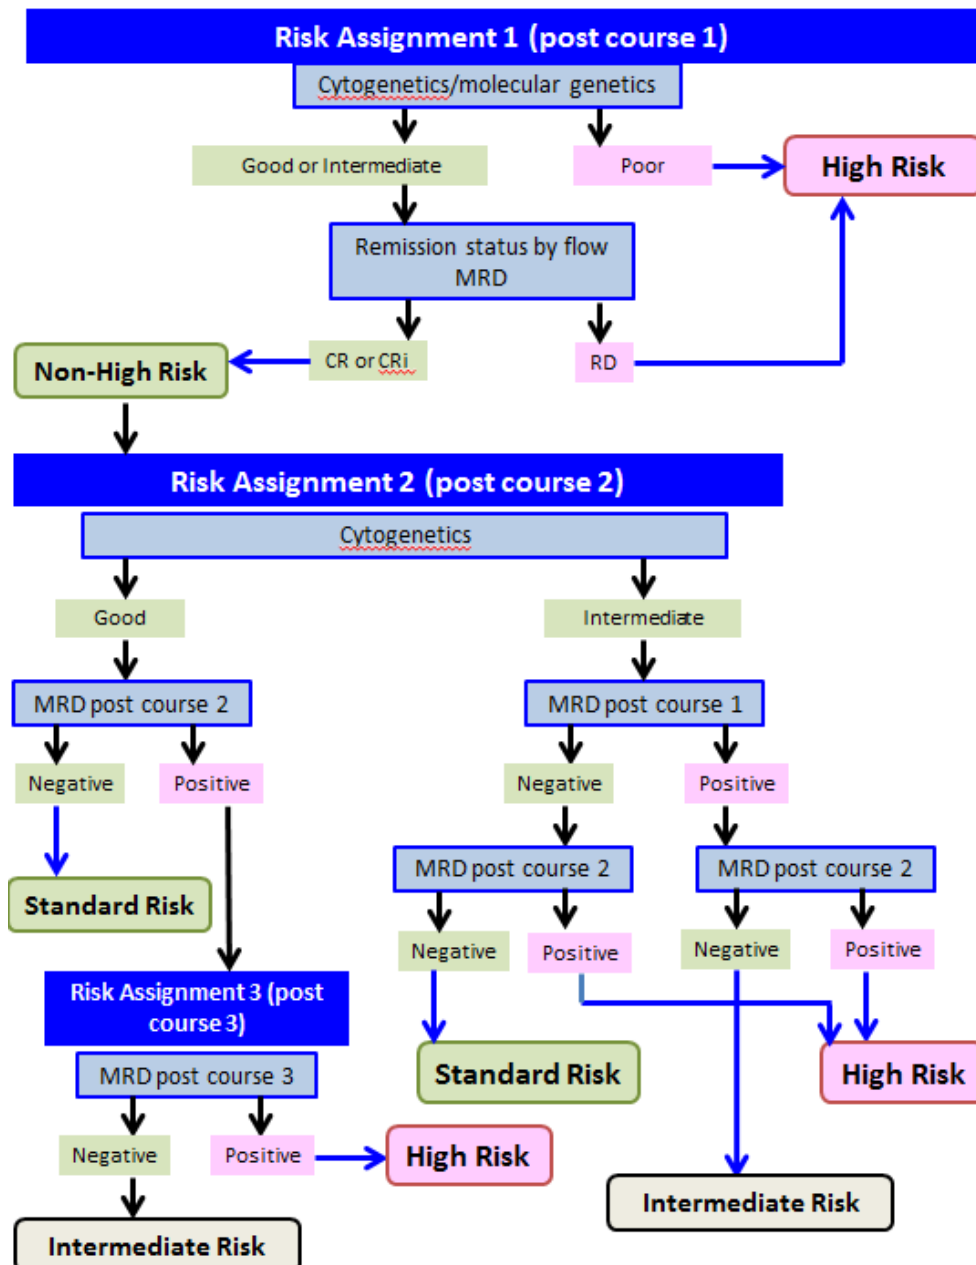 Risk Assignment 1 (post course 1)
Cytogenetics/molecular genetics
Good or Intermediate
Poor
High Risk
Remission status by flow
MRD
CR or CRi
RD
Non-High Risk
Risk Assignment 2 (post course 2)
Cytogenetics
Good
Intermediate
MRD post course 2
MRD post course 1
Negative
Positive
Negative
Positive
MRD post course 2
MRD post course 2
Standard Risk
Negative
Positive
Negative
Positive
Risk Assignment 3 (post
course 3)
MRD post course 3
Standard Risk
High Risk
Negative
Positive
High Risk
Intermediate Risk
Intermediate Risk